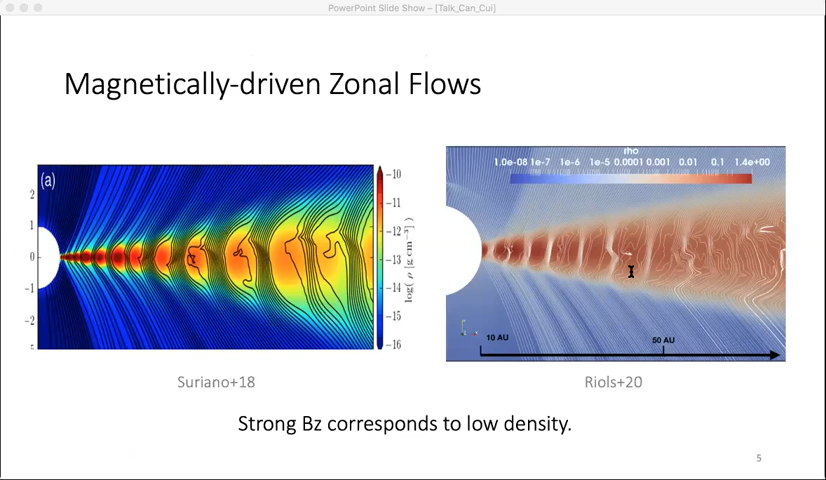 PowerPoint Slide Show – [Talk_Can_Cui]
Magnetically-driven Zonal Flows
(a)
2
1
0
−1
−2
−10
−11
−12
−13
−14
−15
−16
log( ρ [g cm⁻³] )
rho
1.0e-08 1e-7 1e-6 1e-5 0.0001 0.001 0.01 0.1 1.4e+00
10 AU
50 AU
Suriano+18
Riols+20
Strong Bz corresponds to low density.
5